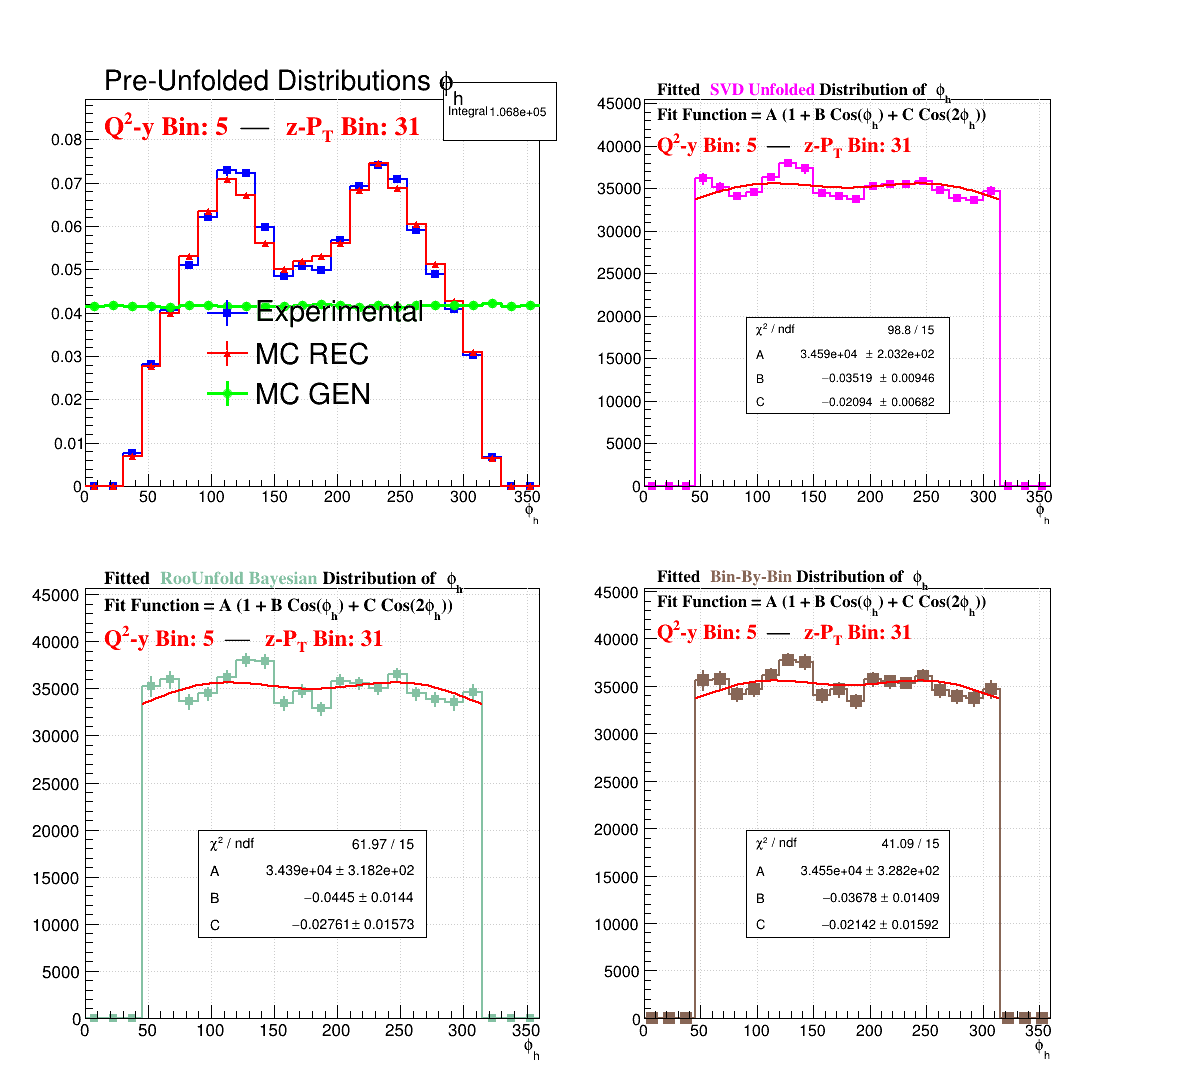 Pre-Unfolded Distributions ϕh
Integral 1.068e+05
Q2-y Bin: 5 — z-PT Bin: 31
0.08
0.07
0.06
0.05
0.04
0.03
0.02
0.01
0
Experimental
MC REC
MC GEN
0 50 100 150 200 250 300 350
ϕh
Fitted SVD Unfolded Distribution of ϕh
Fit Function = A (1 + B Cos(ϕh) + C Cos(2ϕh))
Q2-y Bin: 5 — z-PT Bin: 31
45000
40000
35000
30000
25000
20000
15000
10000
5000
0
χ2 / ndf 98.8 / 15
A 3.459e+04 ± 2.032e+02
B −0.03519 ± 0.00946
C −0.02094 ± 0.00682
0 50 100 150 200 250 300 350
ϕh
Fitted RooUnfold Bayesian Distribution of ϕh
Fit Function = A (1 + B Cos(ϕh) + C Cos(2ϕh))
Q2-y Bin: 5 — z-PT Bin: 31
45000
40000
35000
30000
25000
20000
15000
10000
5000
0
χ2 / ndf 61.97 / 15
A 3.439e+04 ± 3.182e+02
B −0.0445 ± 0.0144
C −0.02761 ± 0.01573
0 50 100 150 200 250 300 350
ϕh
Fitted Bin-By-Bin Distribution of ϕh
Fit Function = A (1 + B Cos(ϕh) + C Cos(2ϕh))
Q2-y Bin: 5 — z-PT Bin: 31
45000
40000
35000
30000
25000
20000
15000
10000
5000
0
χ2 / ndf 41.09 / 15
A 3.455e+04 ± 3.282e+02
B −0.03678 ± 0.01409
C −0.02142 ± 0.01592
0 50 100 150 200 250 300 350
ϕh